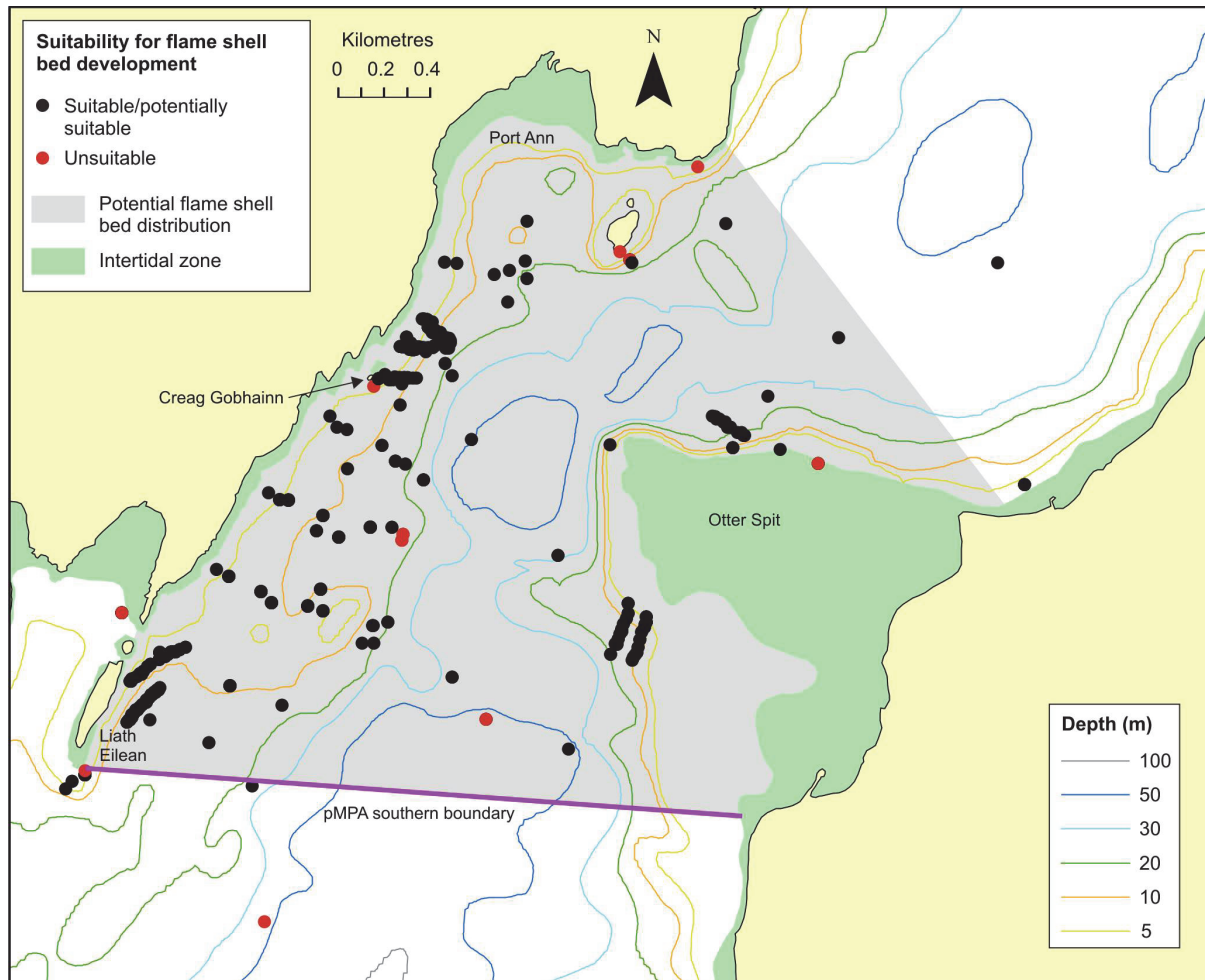 Suitability for flame shell
bed development
Suitable/potentially
suitable
Unsuitable
Potential flame shell
bed distribution
Intertidal zone
Kilometres
0 0.2 0.4
N
Port Ann
Creag Gobhainn
Otter Spit
Liath
Eilean
pMPA southern boundary
Depth (m)
100
50
30
20
10
5